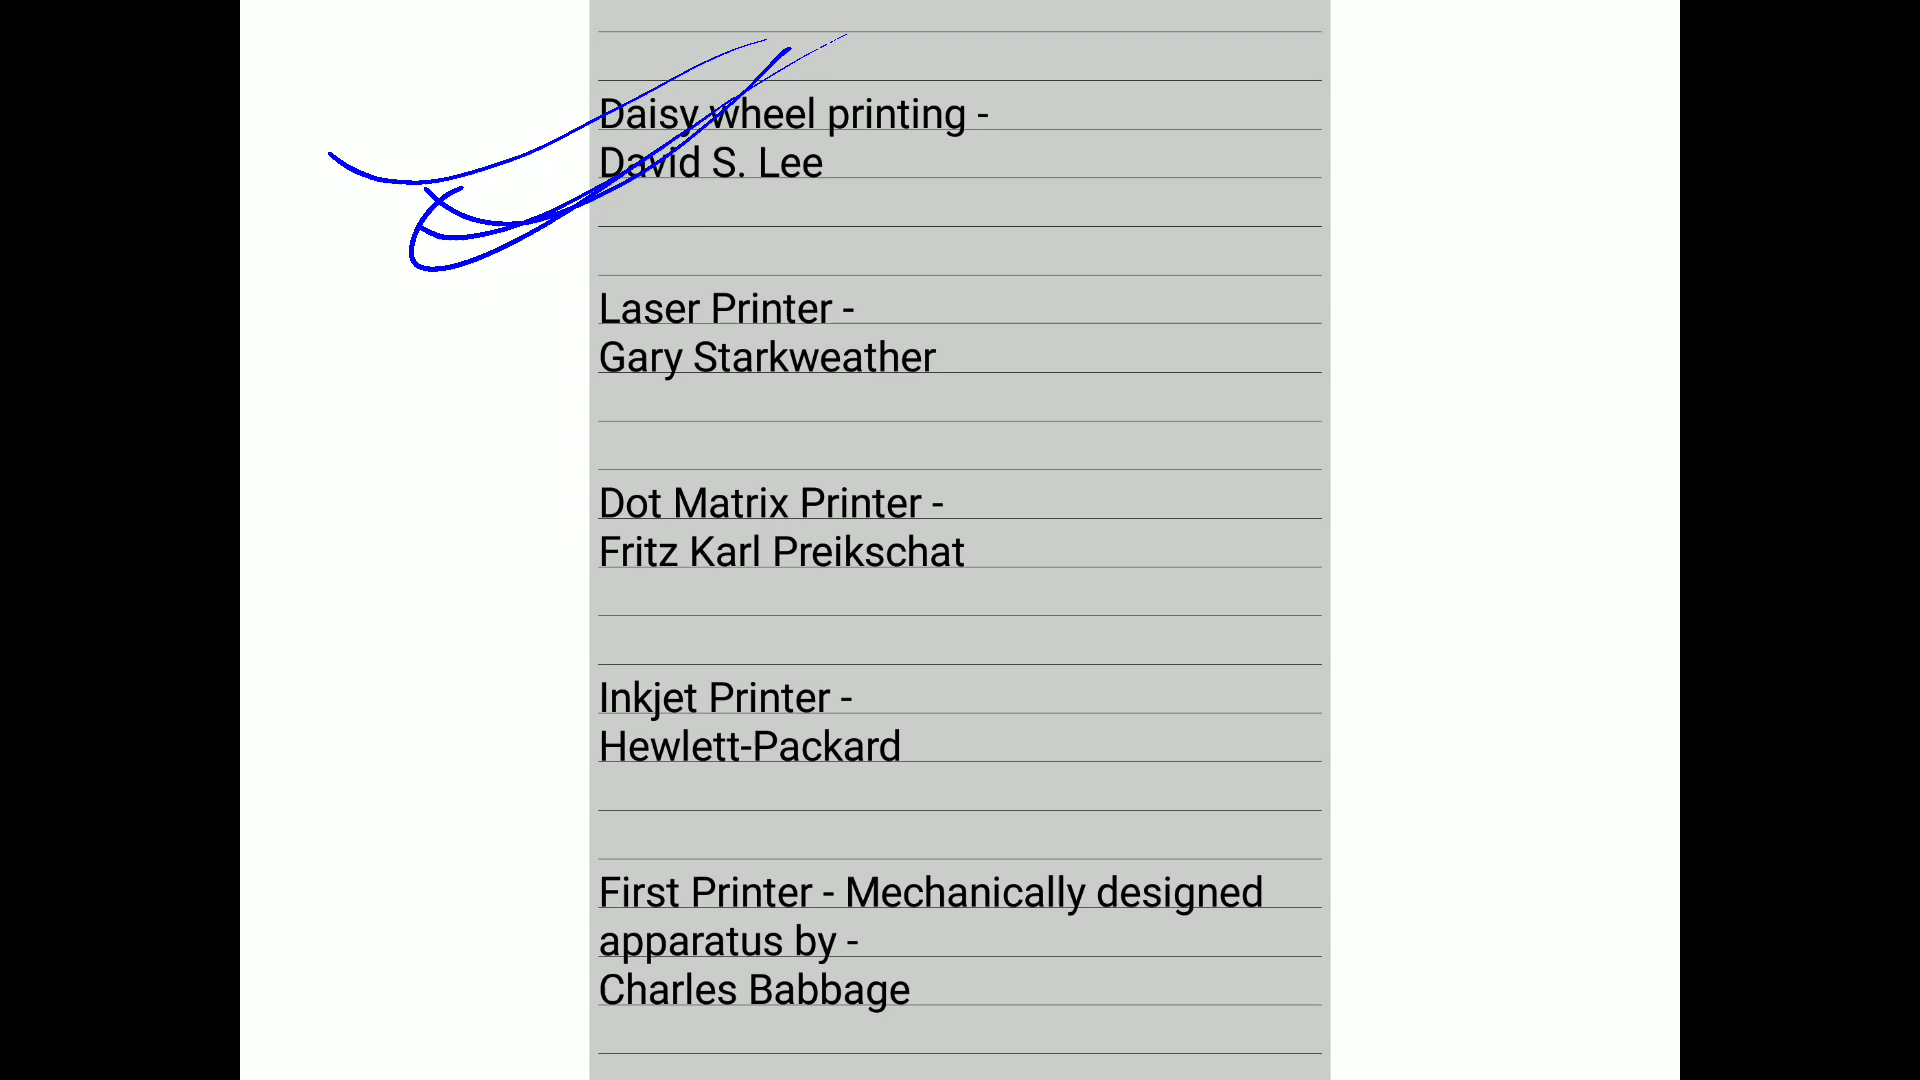 Daisy wheel printing -
David S. Lee
Laser Printer -
Gary Starkweather
Dot Matrix Printer -
Fritz Karl Preikschat
Inkjet Printer -
Hewlett-Packard
First Printer - Mechanically designed
apparatus by -
Charles Babbage